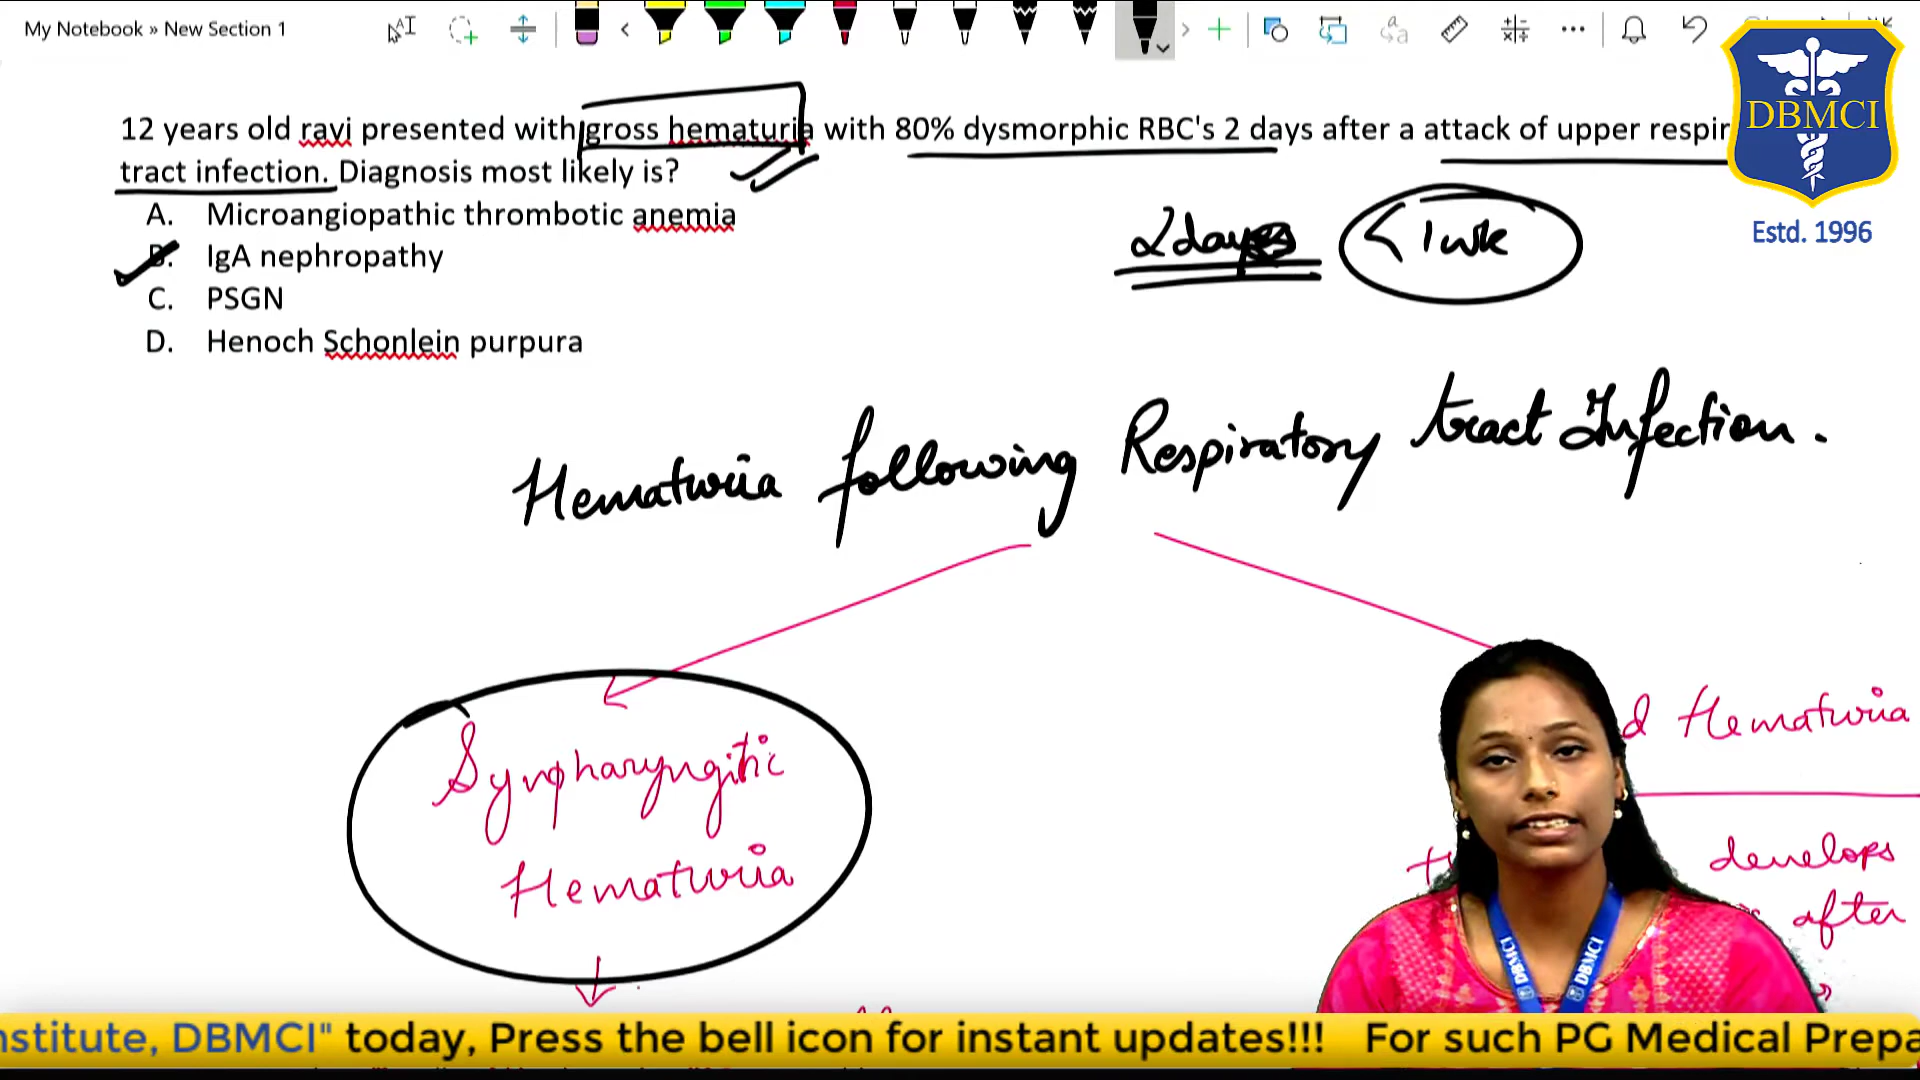 My Notebook » New Section 1
12 years old ravi presented with gross hematuria with 80% dysmorphic RBC's 2 days after a attack of upper respir
tract infection. Diagnosis most likely is?
A. Microangiopathic thrombotic anemia
B. IgA nephropathy
C. PSGN
D. Henoch Schonlein purpura
2 days < 1 wk
DBMCI
Estd. 1996
Hematuria following Respiratory tract Infection.
Synpharyngitic
Hematuria
d Hematuria
develops
after
DBMCI
DBMCI
nstitute, DBMCI" today, Press the bell icon for instant updates!!! For such PG Medical Prepa